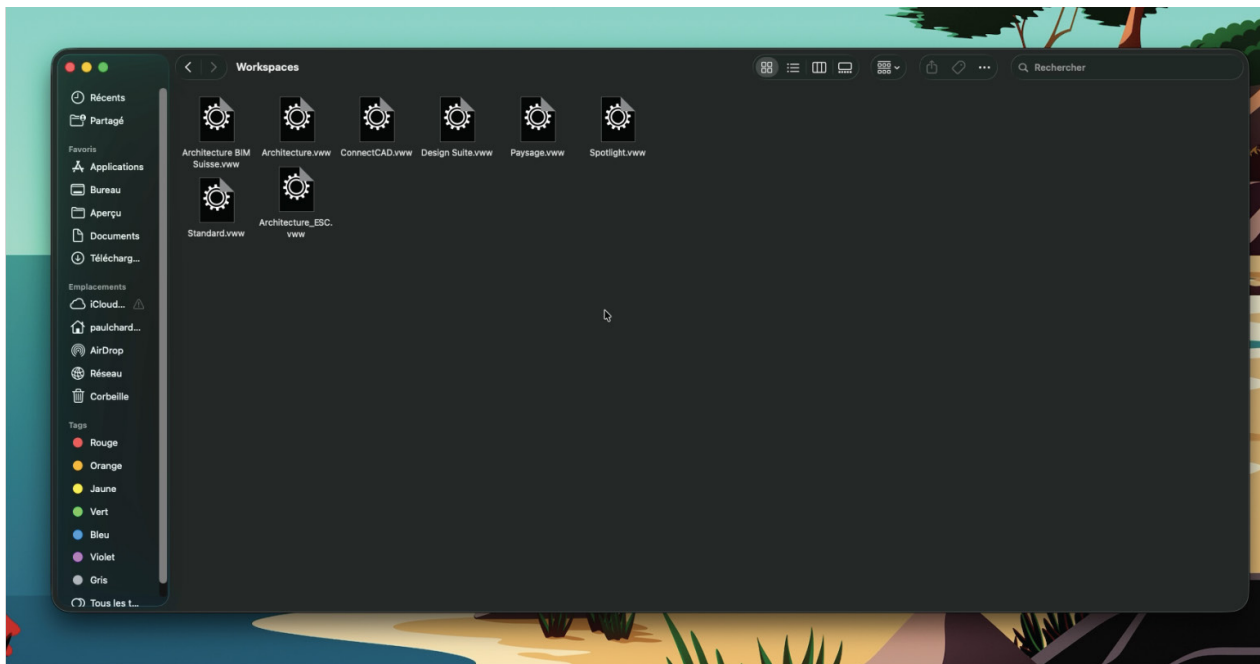 Workspaces
Rechercher
Récents
Partagé
Favoris
Applications
Bureau
Aperçu
Documents
Télécharg...
Emplacements
iCloud...
paulchard...
AirDrop
Réseau
Corbeille
Tags
Rouge
Orange
Jaune
Vert
Bleu
Violet
Gris
Tous les t...
Architecture BIM
Suisse.vww
Architecture.vww
ConnectCAD.vww
Design Suite.vww
Paysage.vww
Spotlight.vww
Standard.vww
Architecture_ESC.
vww